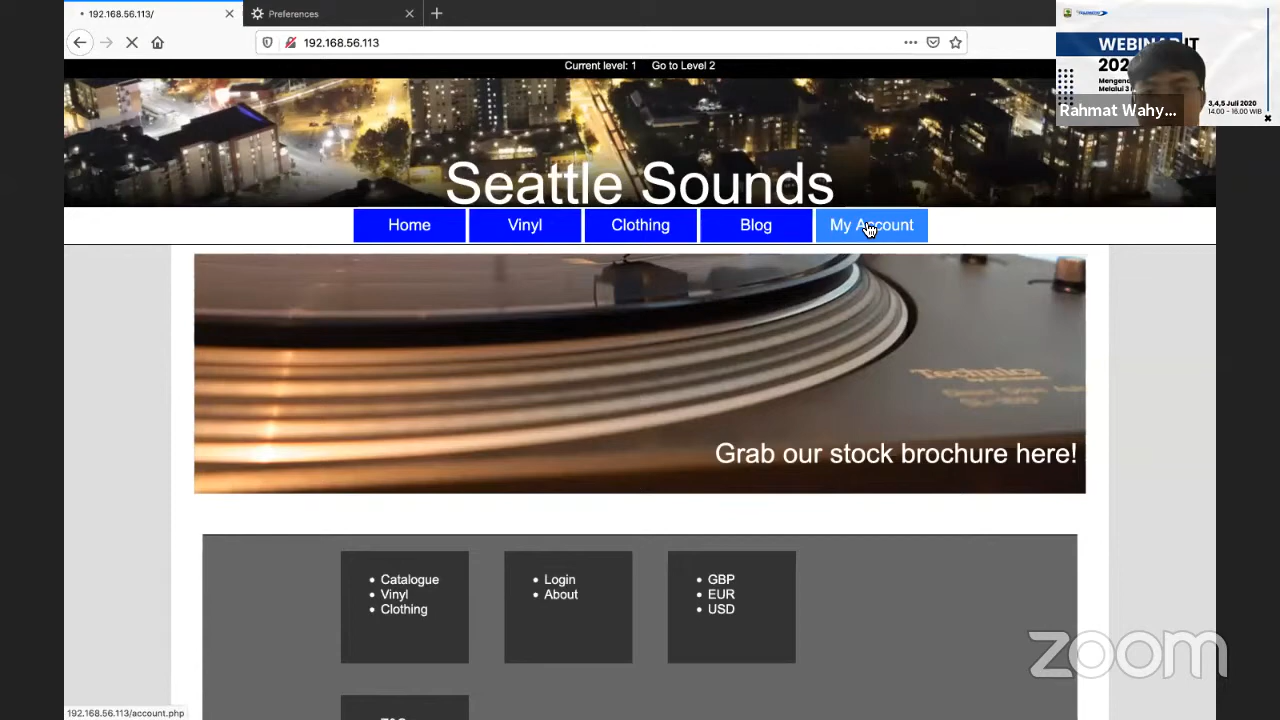 192.168.56.113/
Preferences
192.168.56.113
Current level: 1 Go to Level 2
Seattle Sounds
Home
Vinyl
Clothing
Blog
My Account
Technics
Grab our stock brochure here!
Catalogue
Vinyl
Clothing
Login
About
GBP
EUR
USD
192.168.56.113/account.php
zoom
WEBINAR IT
202
Mengena
Melalui 3
Rahmat Wahy...
3,4,5 Juli 2020
14.00 - 16.00 WIB